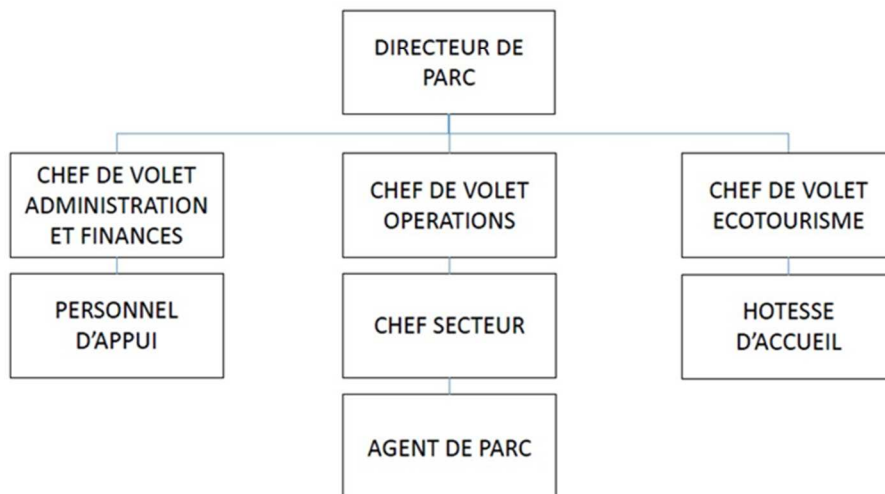 DIRECTEUR DE
PARC
CHEF DE VOLET
ADMINISTRATION
ET FINANCES
CHEF DE VOLET
OPERATIONS
CHEF DE VOLET
ECOTOURISME
PERSONNEL
D'APPUI
CHEF SECTEUR
HOTESSE
D'ACCUEIL
AGENT DE PARC